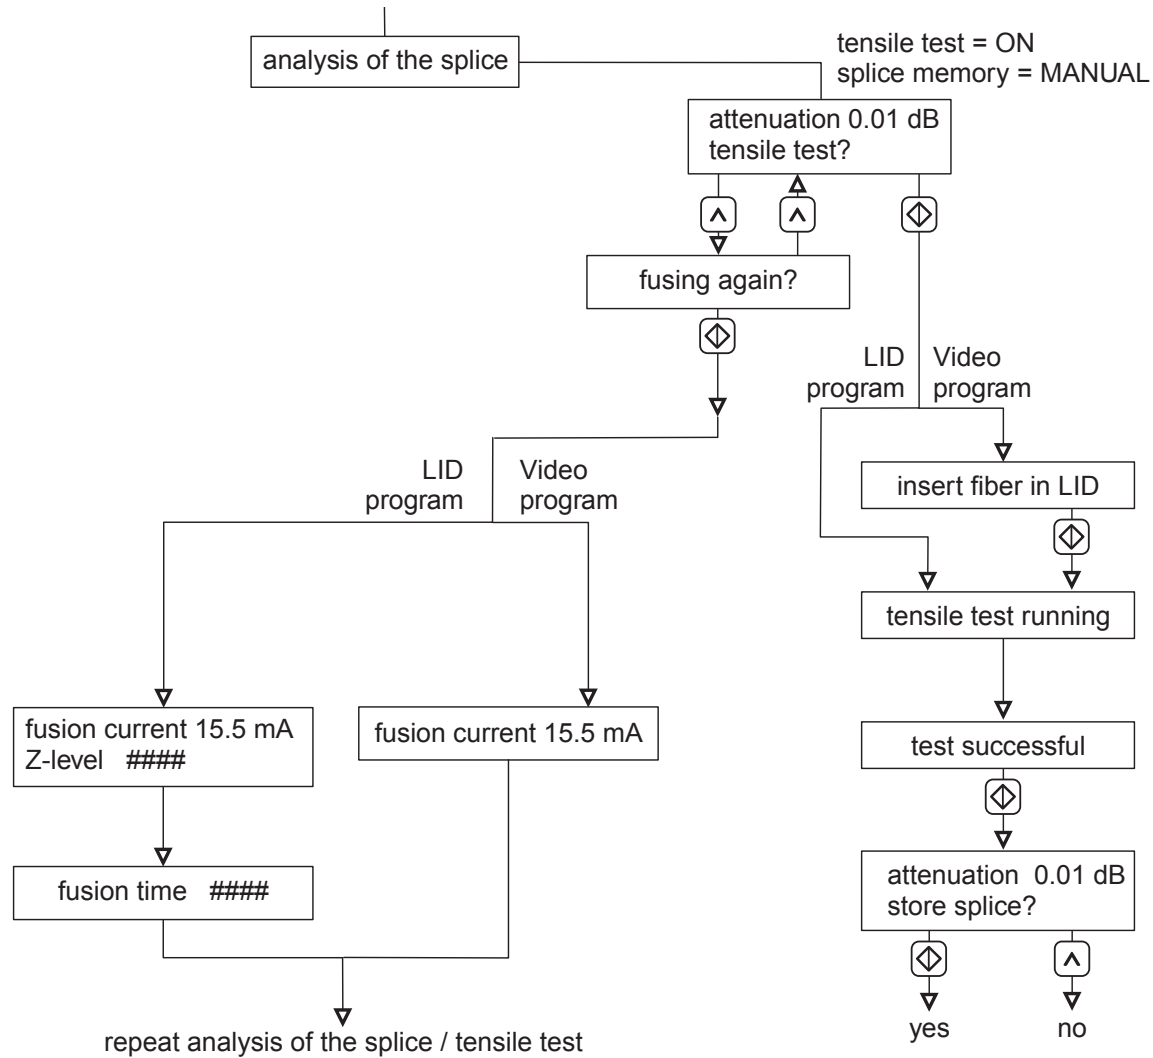 tensile test = ON
splice memory = MANUAL
analysis of the splice
attenuation 0.01 dB
tensile test?
fusing again?
LID
program
Video
program
insert fiber in LID
LID
program
Video
program
tensile test running
fusion current 15.5 mA
Z-level ####
fusion current 15.5 mA
test successful
fusion time ####
attenuation 0.01 dB
store splice?
yes
no
repeat analysis of the splice / tensile test